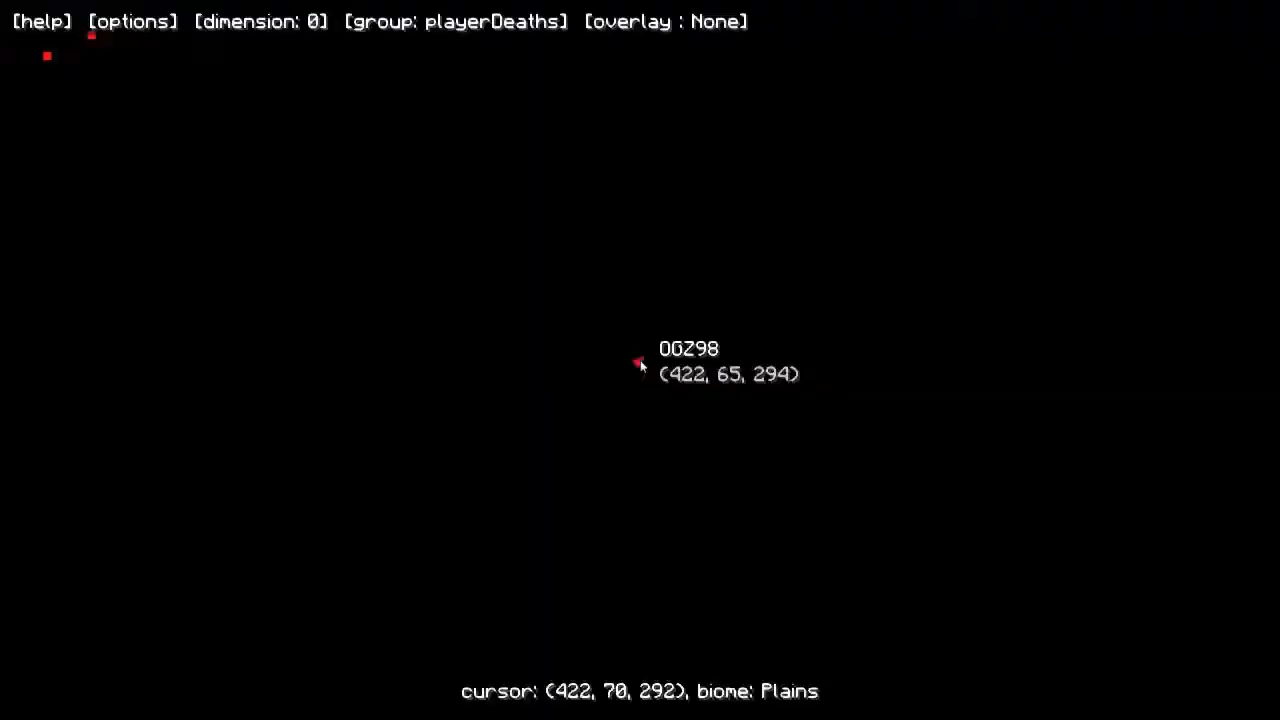 [help] [options] [dimension: 0] [group: playerDeaths] [overlay : None]
OGZ98
(422, 65, 294)
cursor: (422, 70, 292), biome: Plains